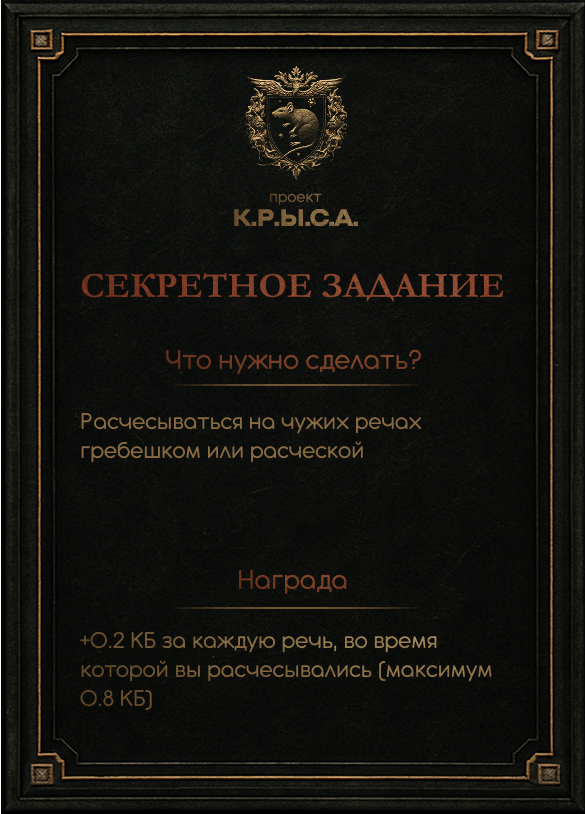 проект
К.Р.Ы.С.А.
СЕКРЕТНОЕ ЗАДАНИЕ
Что нужно сделать?
Расчесываться на чужих речах
гребешком или расческой
Награда
+0.2 КБ за каждую речь, во время
которой вы расчесывались (максимум
0.8 КБ)